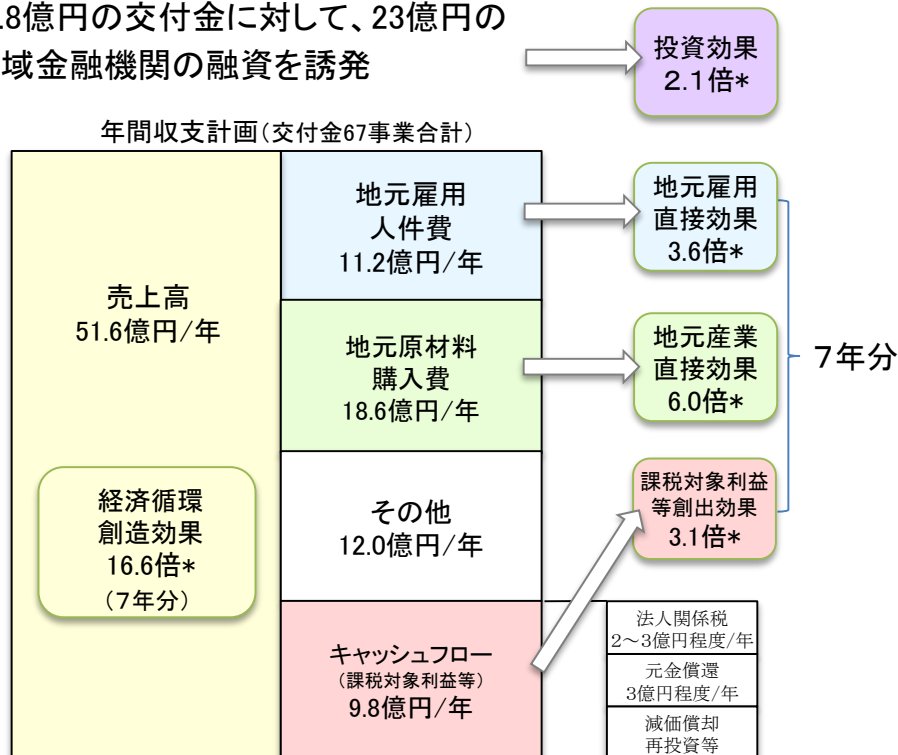 .8億円の交付金に対して、23億円の
域金融機関の融資を誘発
投資効果
2.1倍*
年間収支計画(交付金67事業合計)
売上高
51.6億円/年
経済循環
創造効果
16.6倍*
(7年分)
地元雇用
人件費
11.2億円/年
地元原材料
購入費
18.6億円/年
その他
12.0億円/年
キャッシュフロー
(課税対象利益等)
9.8億円/年
地元雇用
直接効果
3.6倍*
地元産業
直接効果
6.0倍*
課税対象利益
等創出効果
3.1倍*
7年分
法人関係税
2~3億円程度/年
元金償還
3億円程度/年
減価償却
再投資等